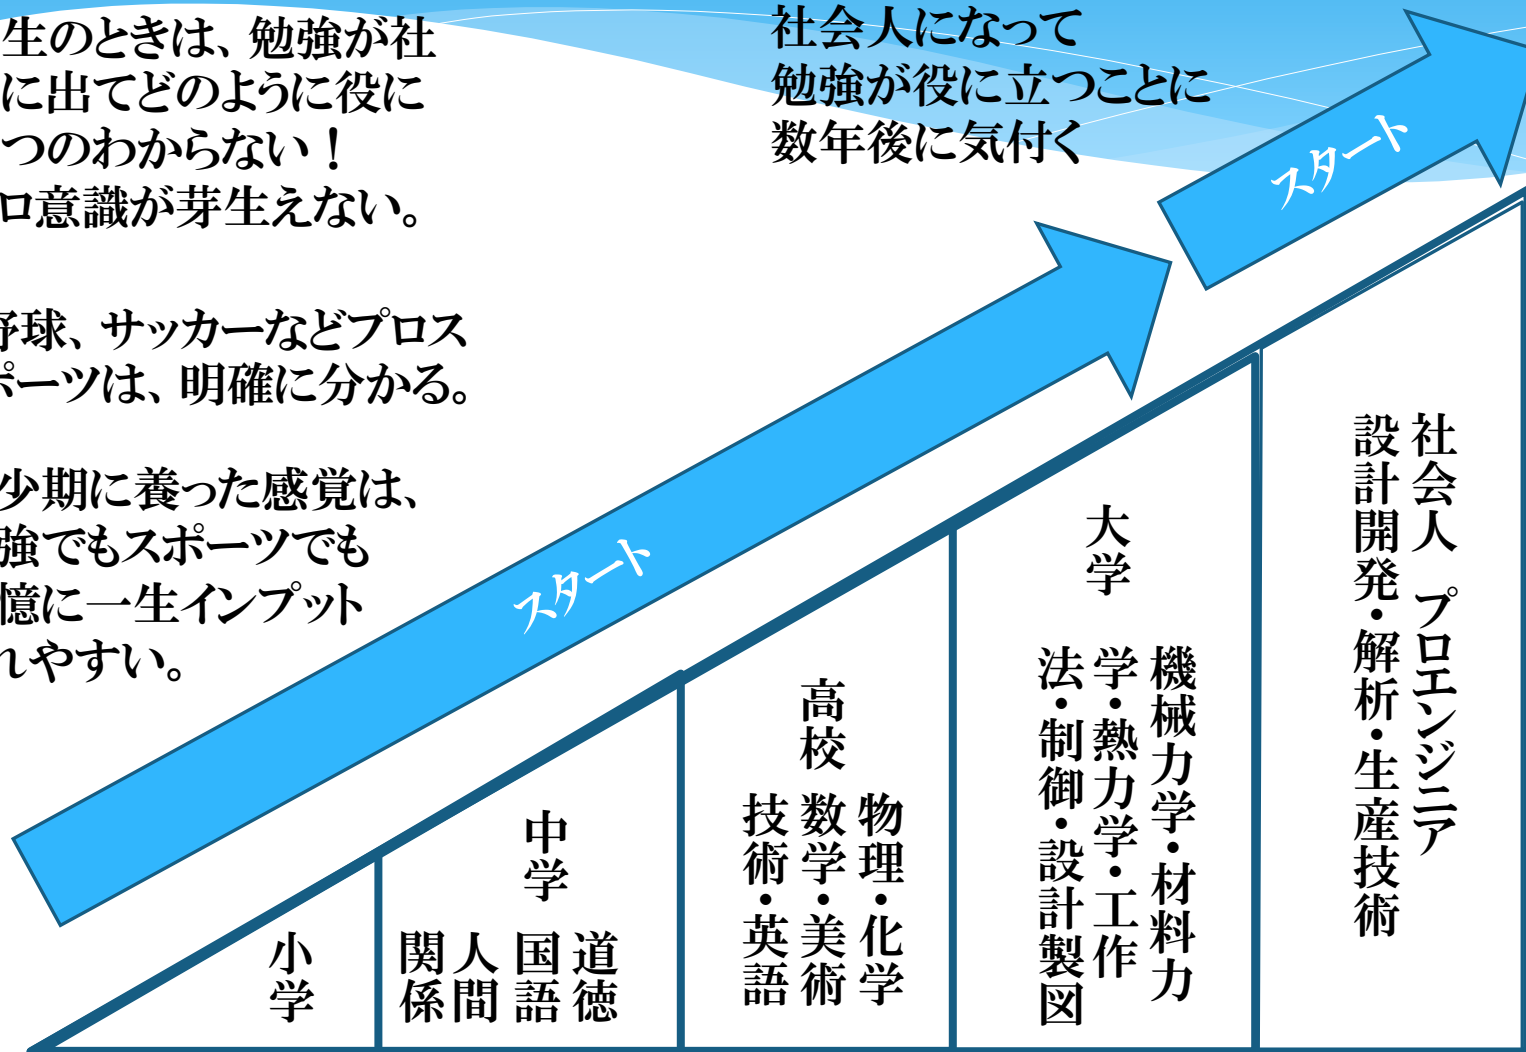 生のときは、勉強が社
に出てどのように役に
つのわからない！
ロ意識が芽生えない。
野球、サッカーなどプロス
ポーツは、明確に分かる。
少期に養った感覚は、
強でもスポーツでも
憶に一生インプット
れやすい。
社会人になって
勉強が役に立つことに
数年後に気付く
スタート
スタート
小学
中学
道徳
国語
人間
関係
高校
物理・化学
数学・美術
技術・英語
大学
機械力学・材料力
学・熱力学・工作
法・制御・設計製図
社会人 プロエンジニア
設計開発・解析・生産技術